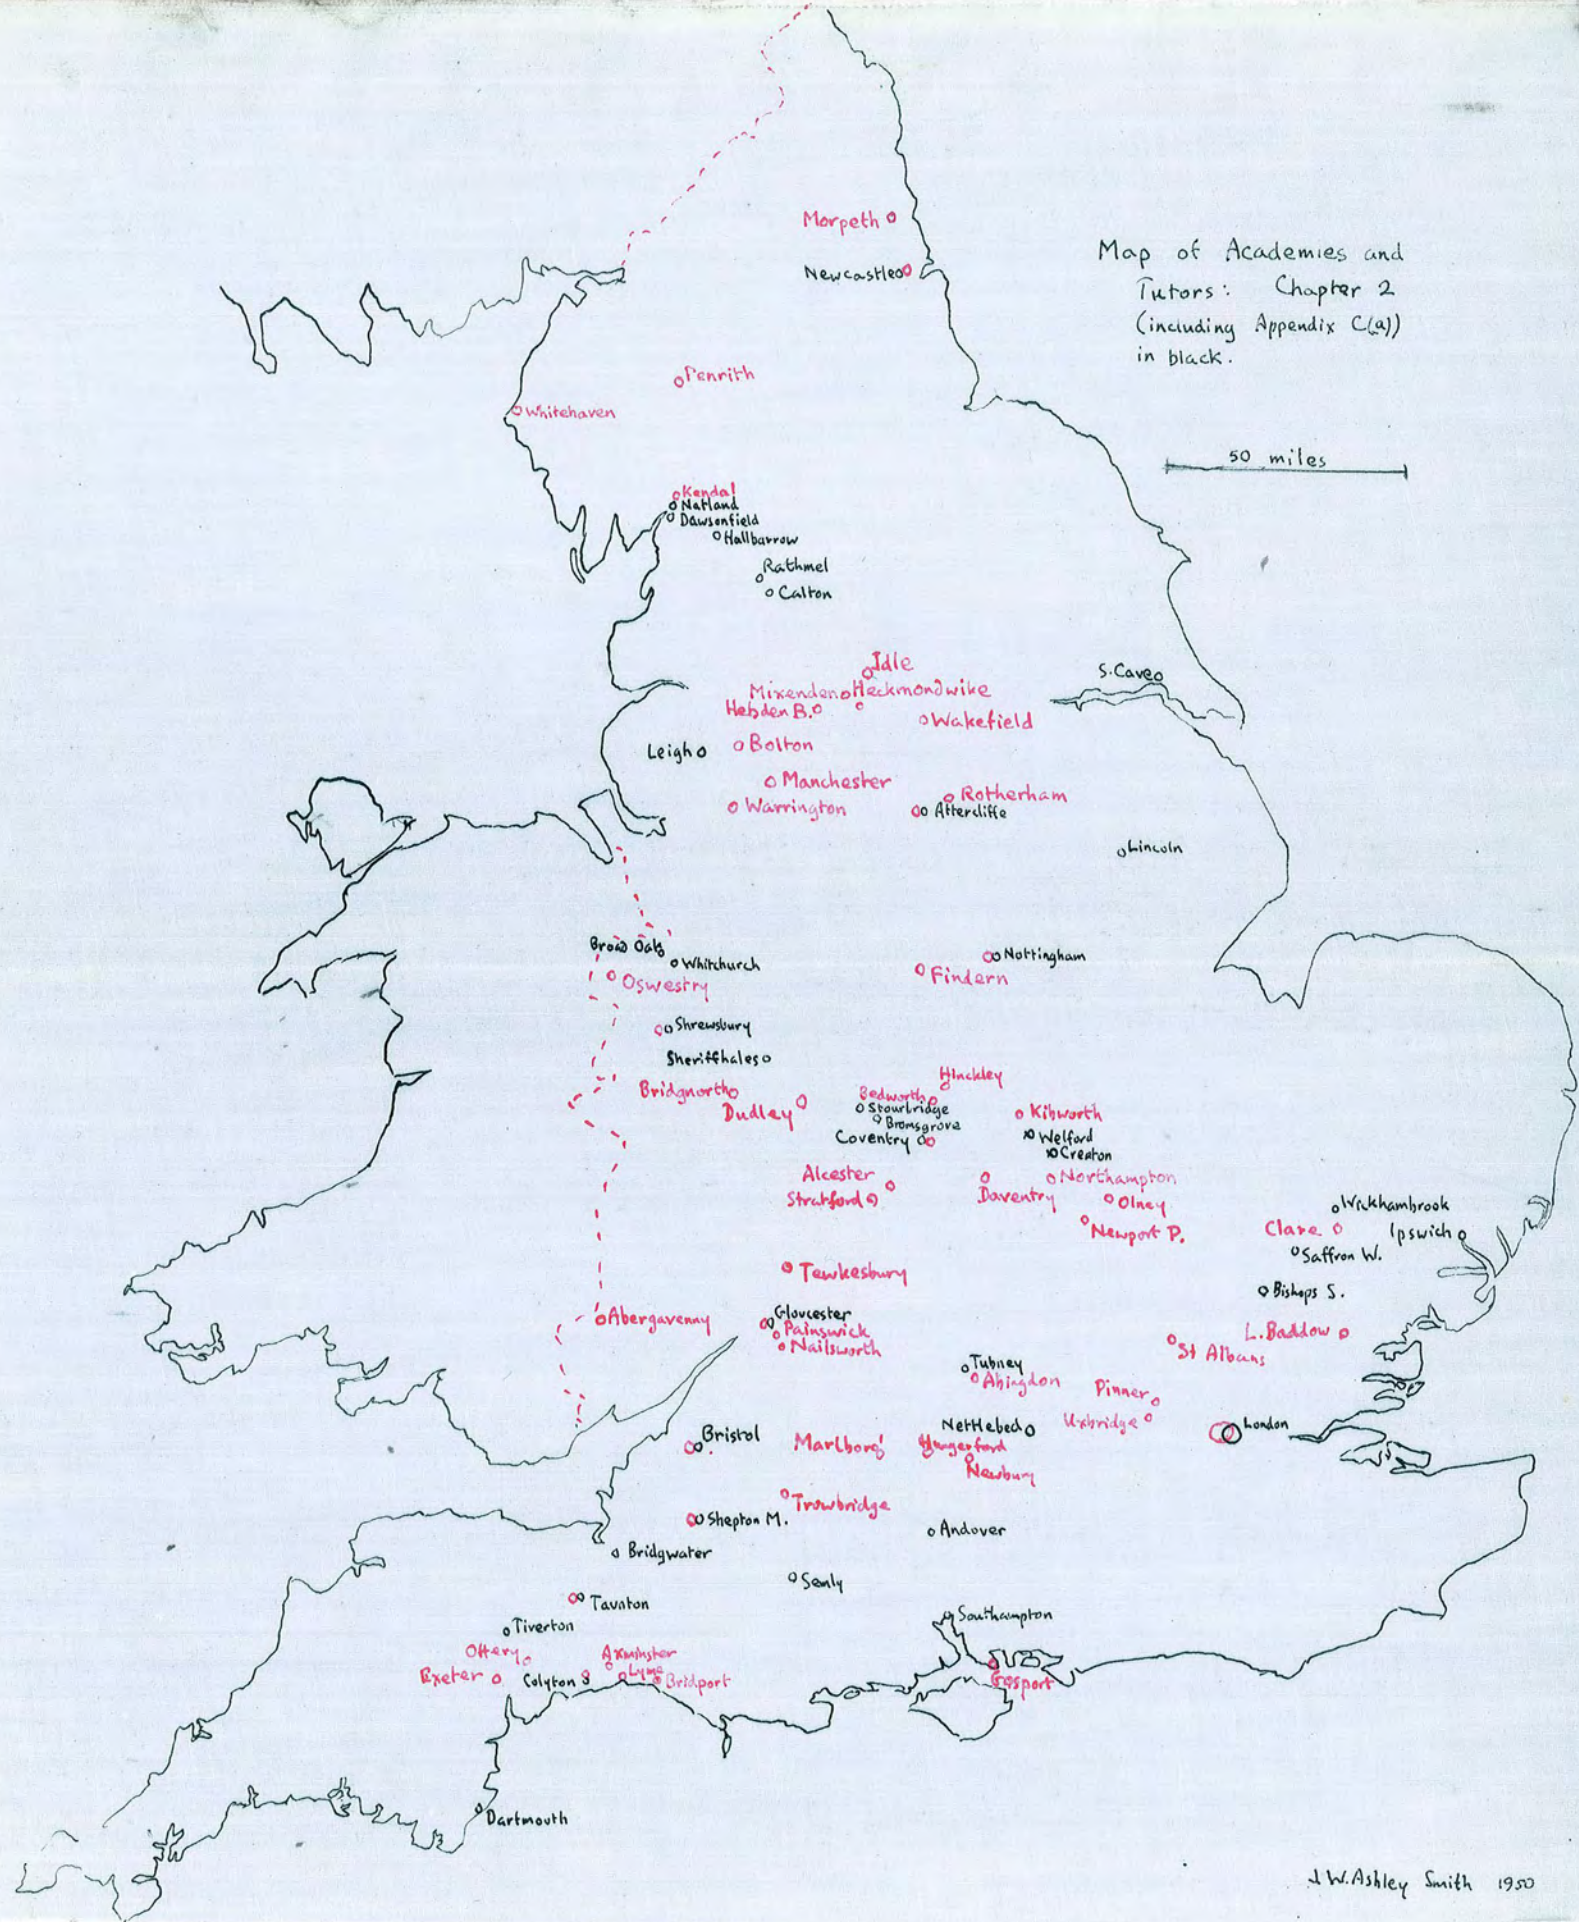 Morpeth
Newcastle
Map of Academies and
Tutors: Chapter 2
(including Appendix C(a))
in black.
Penrith
Whitehaven
50 miles
Kendal
Natland
Dawsonfield
Hallbarrow
Rathmel
Calton
Idle
S. Cave
Mixenden
Heckmondwike
Hebden B.
Wakefield
Leigh
Bolton
Manchester
Rotherham
Warrington
Attercliffe
Lincoln
Broad Oak
Whitchurch
Nottingham
Findern
Oswestry
Shrewsbury
Sheriffhales
Hinckley
Bridgnorth
Bedworth
Dudley
Stourbridge
Kibworth
Bromsgrove
Coventry
Welford
Creaton
Alcester
Northampton
Stratford
Daventry
Olney
Wickhambrook
Newport P.
Clare
Ipswich
Saffron W.
Tewkesbury
Bishops S.
Abergavenny
Gloucester
Painswick
L. Baddow
Nailsworth
St Albans
Tubney
Abingdon
Pinner
Nettlebed
Uxbridge
London
Bristol
Marlboro'
Hungerford
Newbury
Trowbridge
Shepton M.
Andover
Bridgwater
Semly
Taunton
Southampton
Tiverton
Ottery
Axminster
Exeter
Colyton
Lyme
Bridport
Gosport
Dartmouth
J. W. Ashley Smith 1950